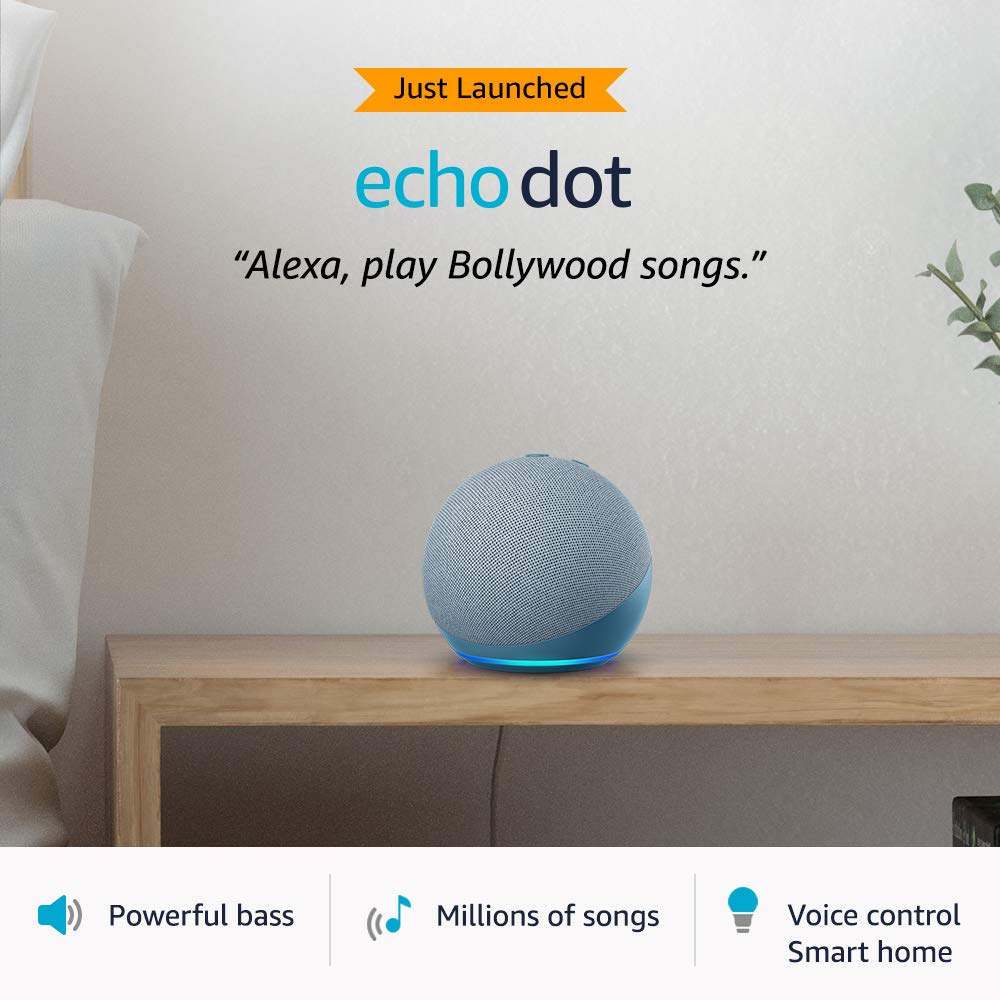 Just Launched
echo dot
“Alexa, play Bollywood songs.”
Powerful bass
Millions of songs
Voice control
Smart home